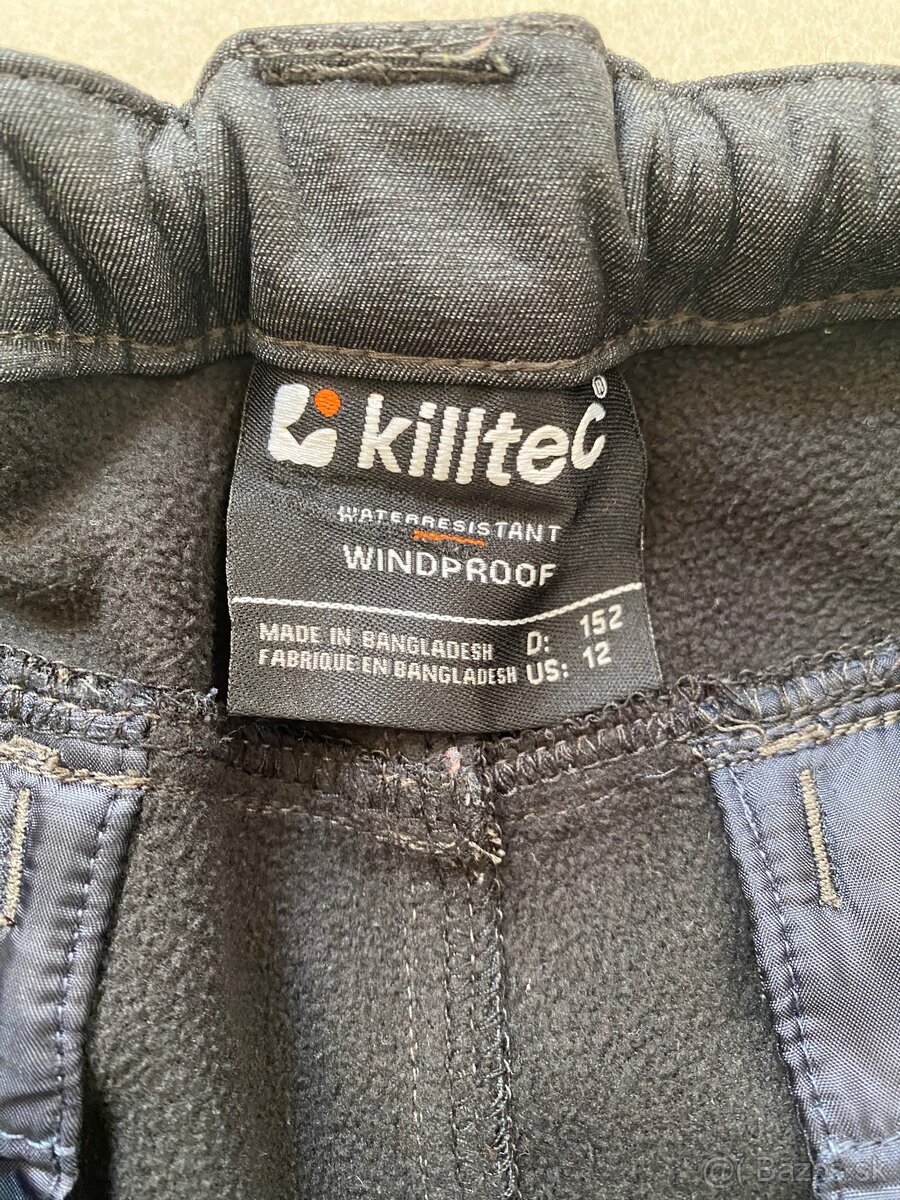 killtec®
WATERRESISTANT
WINDPROOF
MADE IN BANGLADESH D: 152
FABRIQUE EN BANGLADESH US: 12
Bazos.sk